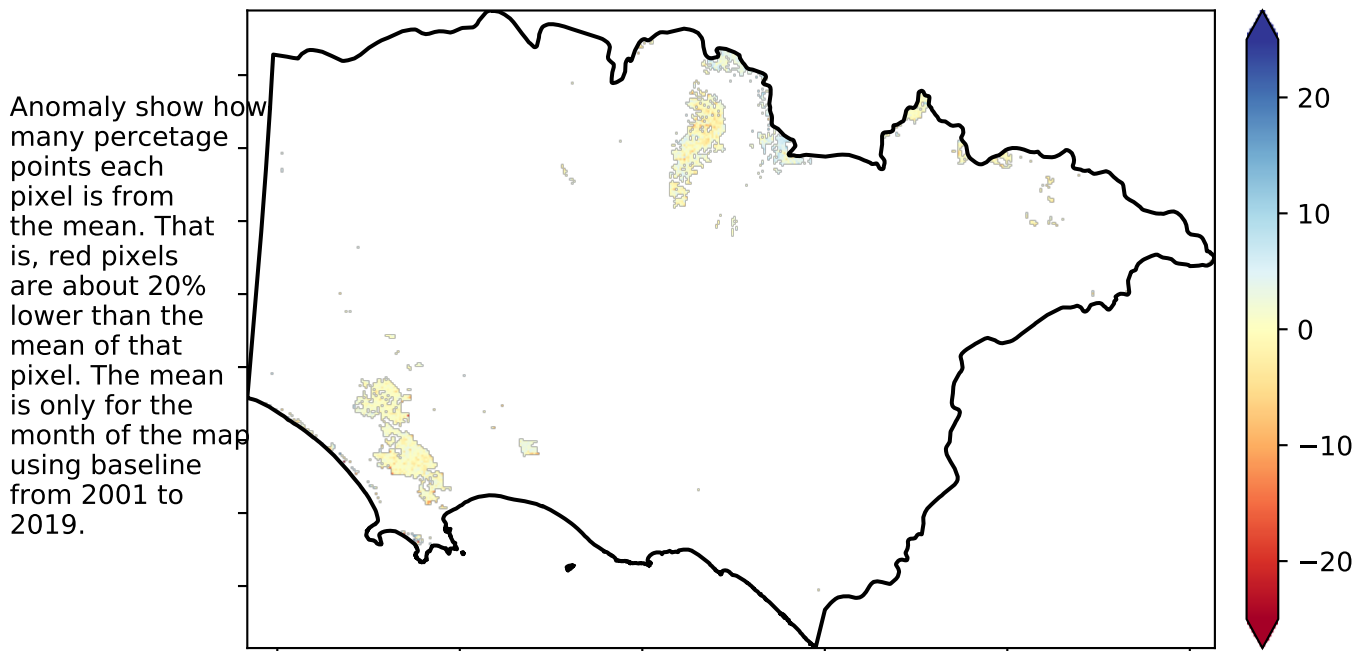 Anomaly show how
many percetage
points each
pixel is from
the mean. That
is, red pixels
are about 20%
lower than the
mean of that
pixel. The mean
is only for the
month of the map
using baseline
from 2001 to
2019.
20
10
0
−10
−20